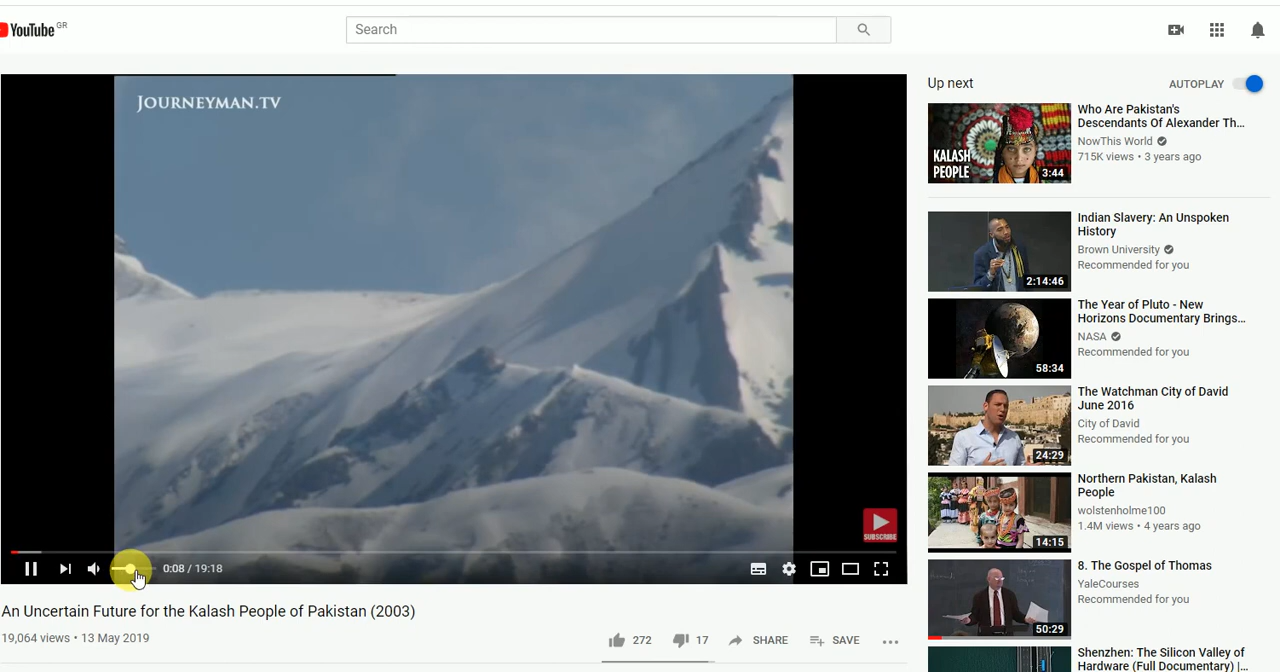 YouTube GR
Search
JOURNEYMAN.TV
SUBSCRIBE
0:08 / 19:18
An Uncertain Future for the Kalash People of Pakistan (2003)
19,064 views • 13 May 2019
272
17
SHARE
SAVE
Up next
AUTOPLAY
KALASH
PEOPLE
3:44
Who Are Pakistan's
Descendants Of Alexander Th...
NowThis World
715K views • 3 years ago
2:14:46
Indian Slavery: An Unspoken
History
Brown University
Recommended for you
58:34
The Year of Pluto - New
Horizons Documentary Brings...
NASA
Recommended for you
24:29
The Watchman City of David
June 2016
City of David
Recommended for you
14:15
Northern Pakistan, Kalash
People
wolstenholme100
1.4M views • 4 years ago
50:29
8. The Gospel of Thomas
YaleCourses
Recommended for you
Shenzhen: The Silicon Valley of
Hardware (Full Documentary) |...